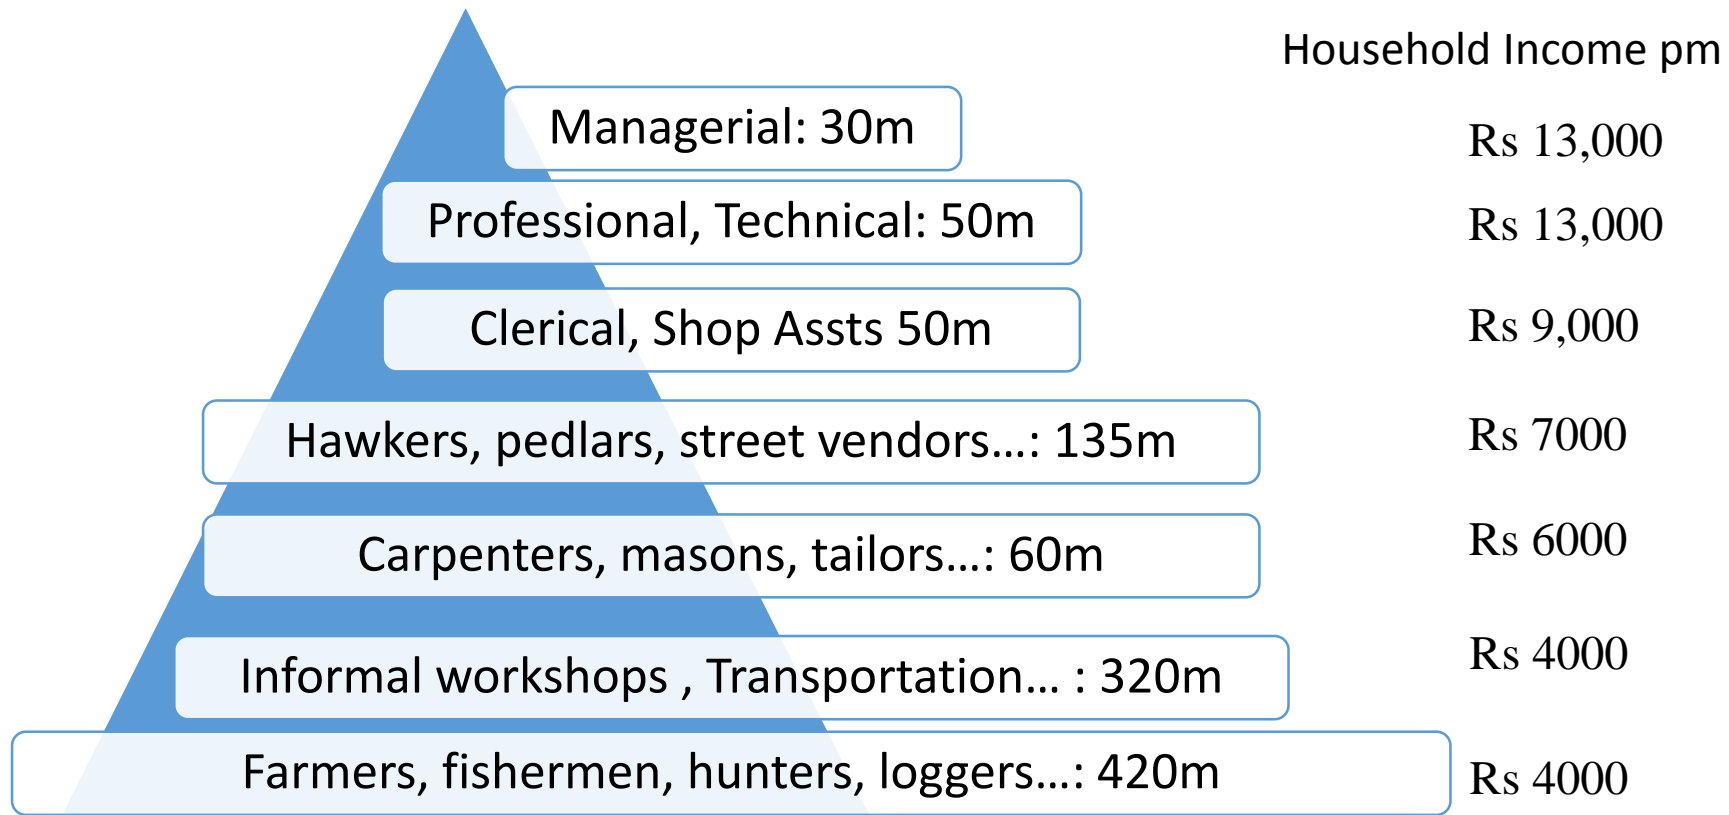 Household Income pm
Managerial: 30m
Rs 13,000
Professional, Technical: 50m
Rs 13,000
Clerical, Shop Assts 50m
Rs 9,000
Hawkers, pedlars, street vendors...: 135m
Rs 7000
Carpenters, masons, tailors...: 60m
Rs 6000
Informal workshops , Transportation... : 320m
Rs 4000
Farmers, fishermen, hunters, loggers...: 420m
Rs 4000